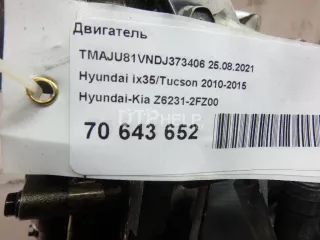 Двигатель
TMAJU81VNDJ373406 25.08.2021
Hyundai ix35/Tucson 2010-2015
Hyundai-Kia Z6231-2FZ00
70 643 652